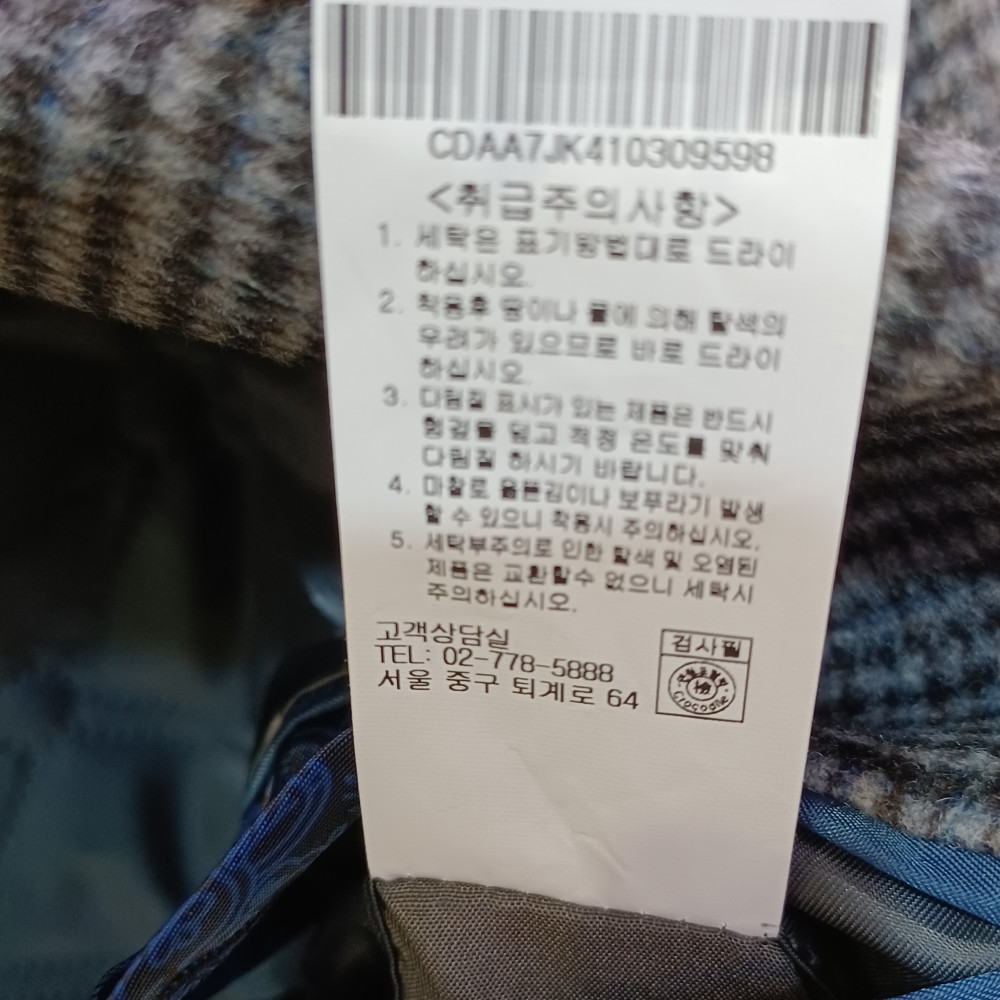 CDAA7JK410309598
<취급주의사항>
1. 세탁은 표기방법대로 드라이
하십시오.
2. 착용후 땀이나 물에 의해 탈색의
우려가 있으므로 바로 드라이
하십시오.
3. 다림질 표시가 있는 제품은 반드시
헝겊을 덮고 적정 온도를 맞춰
다림질 하시기 바랍니다.
4. 마찰로 올뜯김이나 보푸라기 발생
할 수 있으니 착용시 주의하십시오.
5. 세탁부주의로 인한 탈색 및 오염된
제품은 교환할수 없으니 세탁시
주의하십시오.
고객상담실
TEL: 02-778-5888
서울 중구 퇴계로 64
검사필
Crocodile